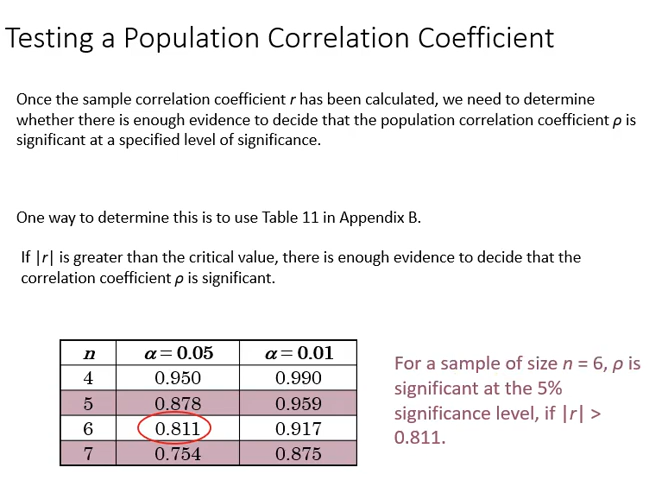 Testing a Population Correlation Coefficient
Once the sample correlation coefficient r has been calculated, we need to determine
whether there is enough evidence to decide that the population correlation coefficient ρ is
significant at a specified level of significance.
One way to determine this is to use Table 11 in Appendix B.
If |r| is greater than the critical value, there is enough evidence to decide that the
correlation coefficient ρ is significant.
n α = 0.05 α = 0.01
4 0.950 0.990
5 0.878 0.959
6 0.811 0.917
7 0.754 0.875
For a sample of size n = 6, ρ is
significant at the 5%
significance level, if |r| >
0.811.